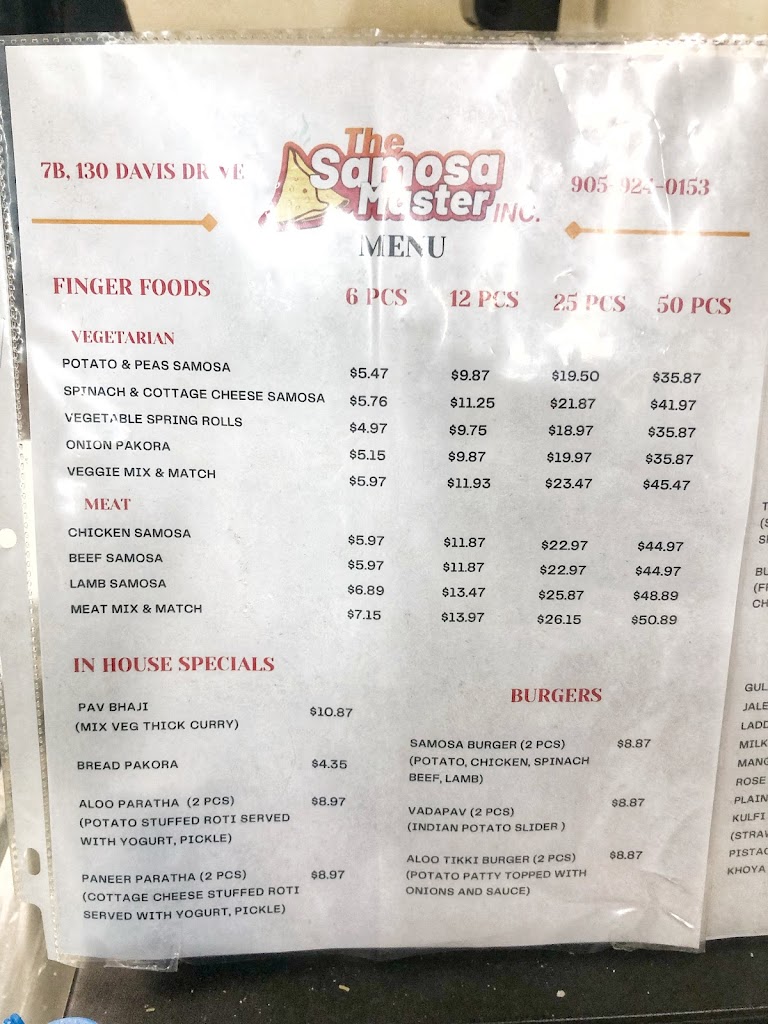 The
Samosa
Master INC.
7B, 130 DAVIS DRIVE
905-924-0153
MENU
FINGER FOODS 6 PCS 12 PCS 25 PCS 50 PCS
VEGETARIAN
POTATO & PEAS SAMOSA $5.47 $9.87 $19.50 $35.87
SPINACH & COTTAGE CHEESE SAMOSA $5.76 $11.25 $21.87 $41.97
VEGETABLE SPRING ROLLS $4.97 $9.75 $18.97 $35.87
ONION PAKORA $5.15 $9.87 $19.97 $35.87
VEGGIE MIX & MATCH $5.97 $11.93 $23.47 $45.47
MEAT
CHICKEN SAMOSA $5.97 $11.87 $22.97 $44.97
BEEF SAMOSA $5.97 $11.87 $22.97 $44.97
LAMB SAMOSA $6.89 $13.47 $25.87 $48.89
MEAT MIX & MATCH $7.15 $13.97 $26.15 $50.89
IN HOUSE SPECIALS
PAV BHAJI $10.87
(MIX VEG THICK CURRY)
BREAD PAKORA $4.35
ALOO PARATHA (2 PCS) $8.97
(POTATO STUFFED ROTI SERVED
WITH YOGURT, PICKLE)
PANEER PARATHA (2 PCS) $8.97
(COTTAGE CHEESE STUFFED ROTI
SERVED WITH YOGURT, PICKLE)
BURGERS
SAMOSA BURGER (2 PCS) $8.87
(POTATO, CHICKEN, SPINACH
BEEF, LAMB)
VADAPAV (2 PCS) $8.87
(INDIAN POTATO SLIDER )
ALOO TIKKI BURGER (2 PCS) $8.87
(POTATO PATTY TOPPED WITH
ONIONS AND SAUCE)
MILK
ROSE
PLAIN
KULFI
KHOYA